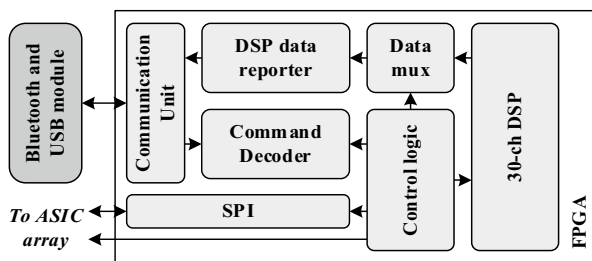 Bluetooth and
USB module
Communication
Unit
DSP data
reporter
Data
mux
Command
Decoder
Control logic
30-ch DSP
SPI
FPGA
To ASIC
array